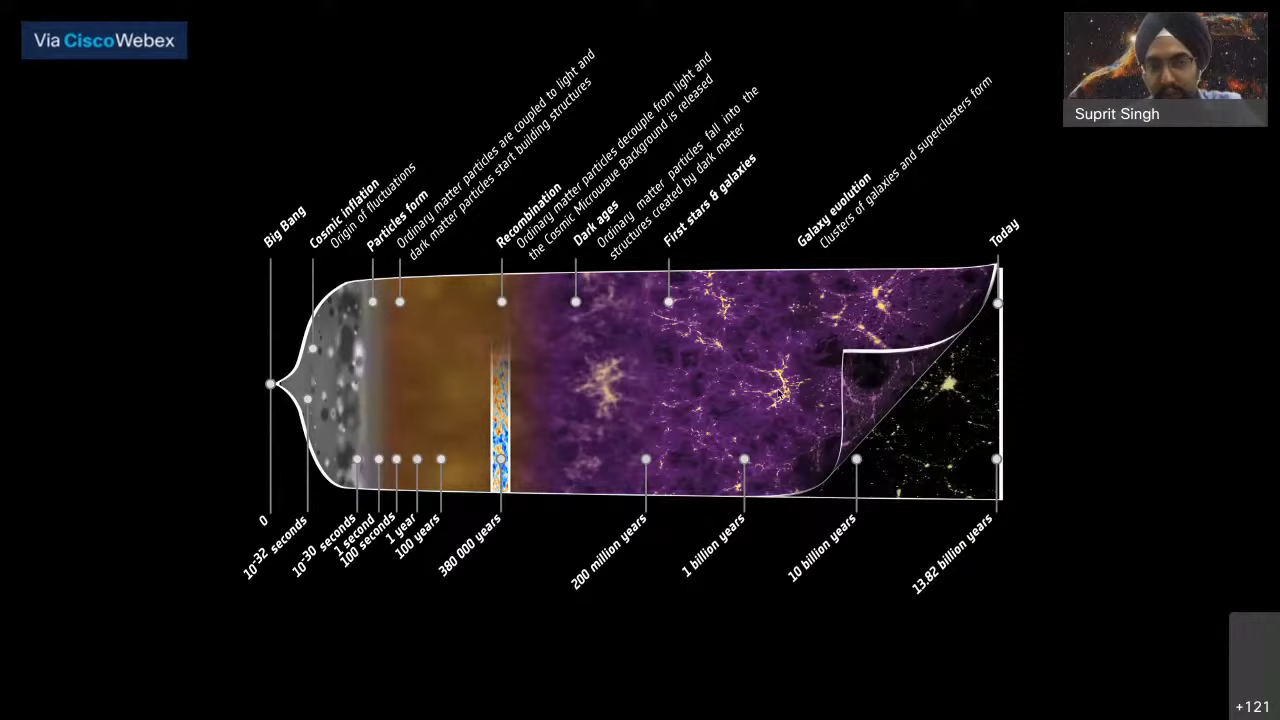 Via Cisco Webex
Suprit Singh
Big Bang
Cosmic inflation
Origin of fluctuations
Particles form
Ordinary matter particles are coupled to light and
dark matter particles start building structures
Recombination
Ordinary matter particles decouple from light and
the Cosmic Microwave Background is released
Dark ages
Ordinary matter particles fall into the
structures created by dark matter
First stars & galaxies
Galaxy evolution
Clusters of galaxies and superclusters form
Today
0
10-32 seconds
10-30 seconds
1 second
100 seconds
1 year
100 years
380 000 years
200 million years
1 billion years
10 billion years
13.82 billion years
+121